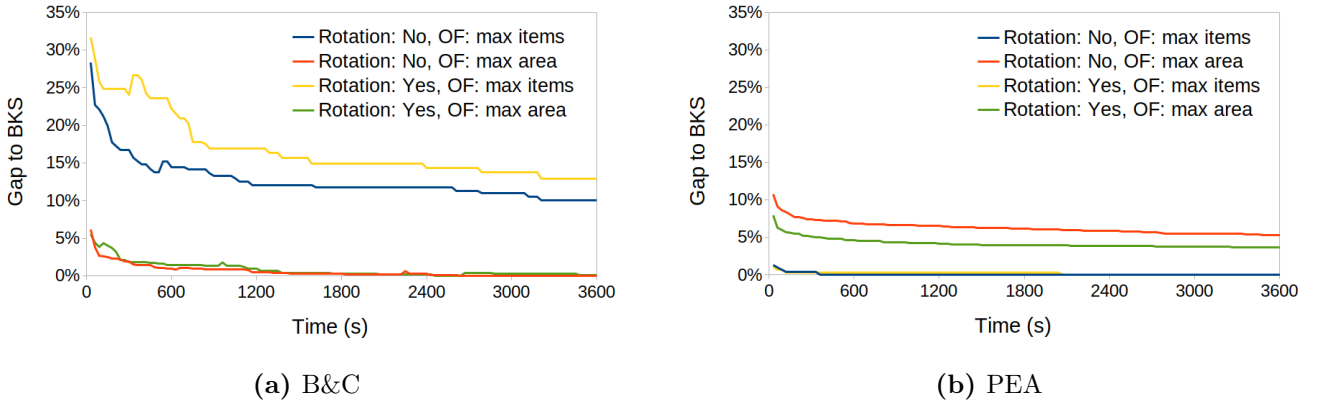 35%
30%
25%
20%
15%
10%
5%
0%
Gap to BKS
Rotation: No, OF: max items
Rotation: No, OF: max area
Rotation: Yes, OF: max items
Rotation: Yes, OF: max area
0 600 1200 1800 2400 3000 3600
Time (s)
(a) B&C
35%
30%
25%
20%
15%
10%
5%
0%
Gap to BKS
Rotation: No, OF: max items
Rotation: No, OF: max area
Rotation: Yes, OF: max items
Rotation: Yes, OF: max area
0 600 1200 1800 2400 3000 3600
Time (s)
(b) PEA